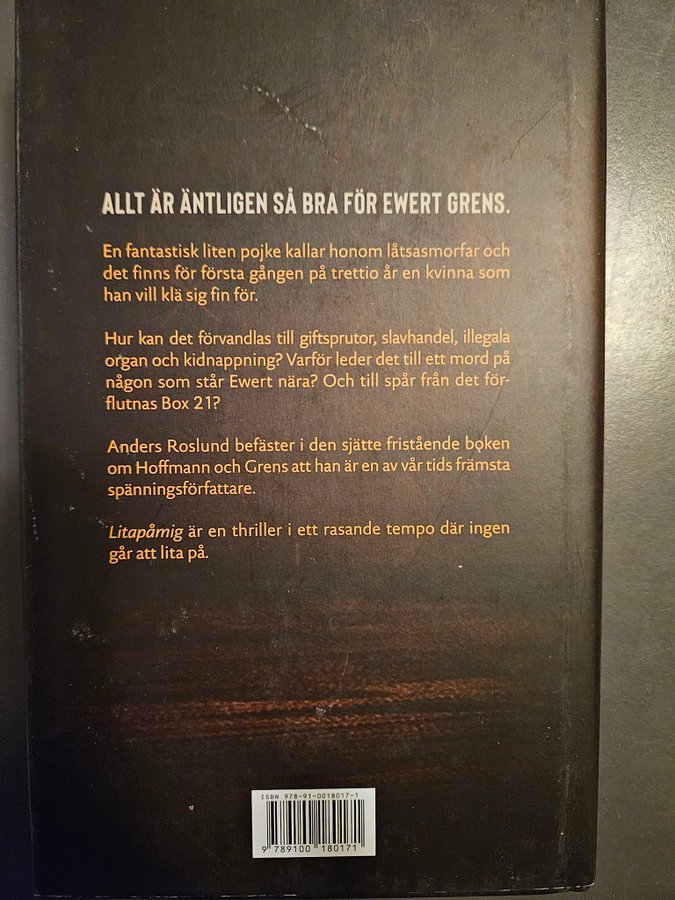 ALLT ÄR ÄNTLIGEN SÅ BRA FÖR EWERT GRENS.
En fantastisk liten pojke kallar honom låtsasmorfar och
det finns för första gången på trettio år en kvinna som
han vill klä sig fin för.
Hur kan det förvandlas till giftsprutor, slavhandel, illegala
organ och kidnappning? Varför leder det till ett mord på
någon som står Ewert nära? Och till spår från det för-
flutnas Box 21?
Anders Roslund befäster i den sjätte fristående boken
om Hoffmann och Grens att han är en av vår tids främsta
spänningsförfattare.
Litapåmig är en thriller i ett rasande tempo där ingen
går att lita på.
ISBN 978-91-0018017-1
9 789100 180171